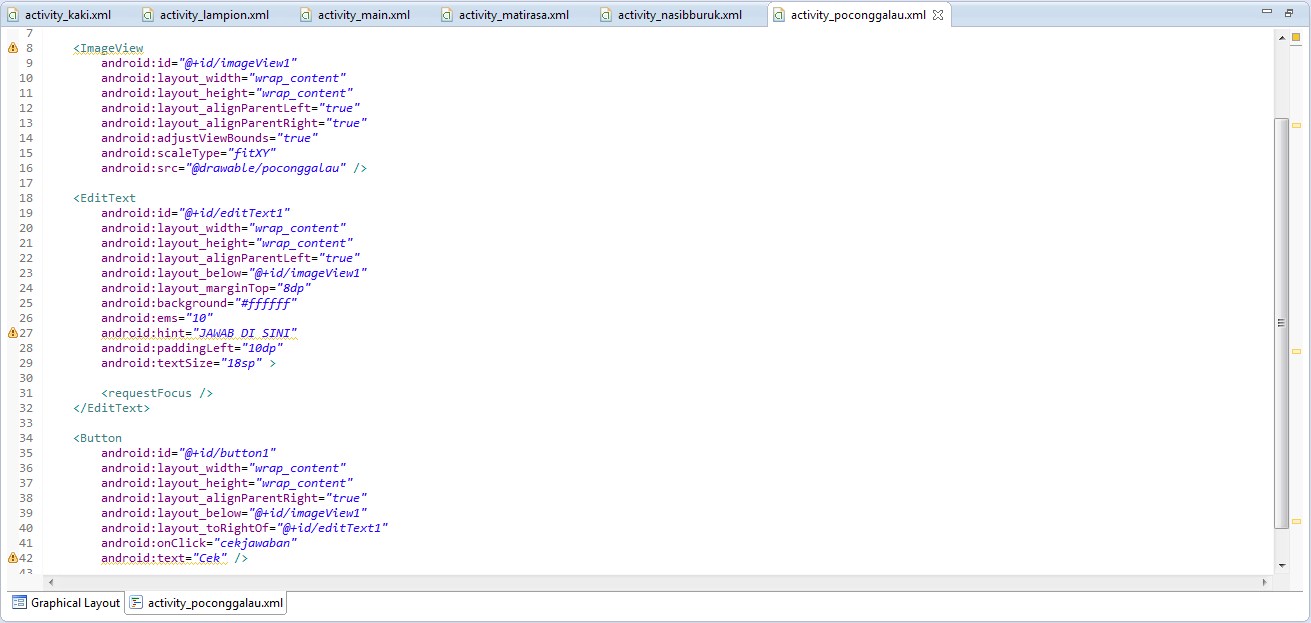 activity_kaki.xml activity_lampion.xml activity_main.xml activity_matirasa.xml activity_nasibburuk.xml activity_poconggalau.xml
7
8 <ImageView
9 android:id="@+id/imageView1"
10 android:layout_width="wrap_content"
11 android:layout_height="wrap_content"
12 android:layout_alignParentLeft="true"
13 android:layout_alignParentRight="true"
14 android:adjustViewBounds="true"
15 android:scaleType="fitXY"
16 android:src="@drawable/poconggalau" />
17
18 <EditText
19 android:id="@+id/editText1"
20 android:layout_width="wrap_content"
21 android:layout_height="wrap_content"
22 android:layout_alignParentLeft="true"
23 android:layout_below="@+id/imageView1"
24 android:layout_marginTop="8dp"
25 android:background="#ffffff"
26 android:ems="10"
27 android:hint="JAWAB DI SINI"
28 android:paddingLeft="10dp"
29 android:textSize="18sp" >
30
31 <requestFocus />
32 </EditText>
33
34 <Button
35 android:id="@+id/button1"
36 android:layout_width="wrap_content"
37 android:layout_height="wrap_content"
38 android:layout_alignParentRight="true"
39 android:layout_below="@+id/imageView1"
40 android:layout_toRightOf="@+id/editText1"
41 android:onClick="cekjawaban"
42 android:text="Cek" />
43
Graphical Layout activity_poconggalau.xml